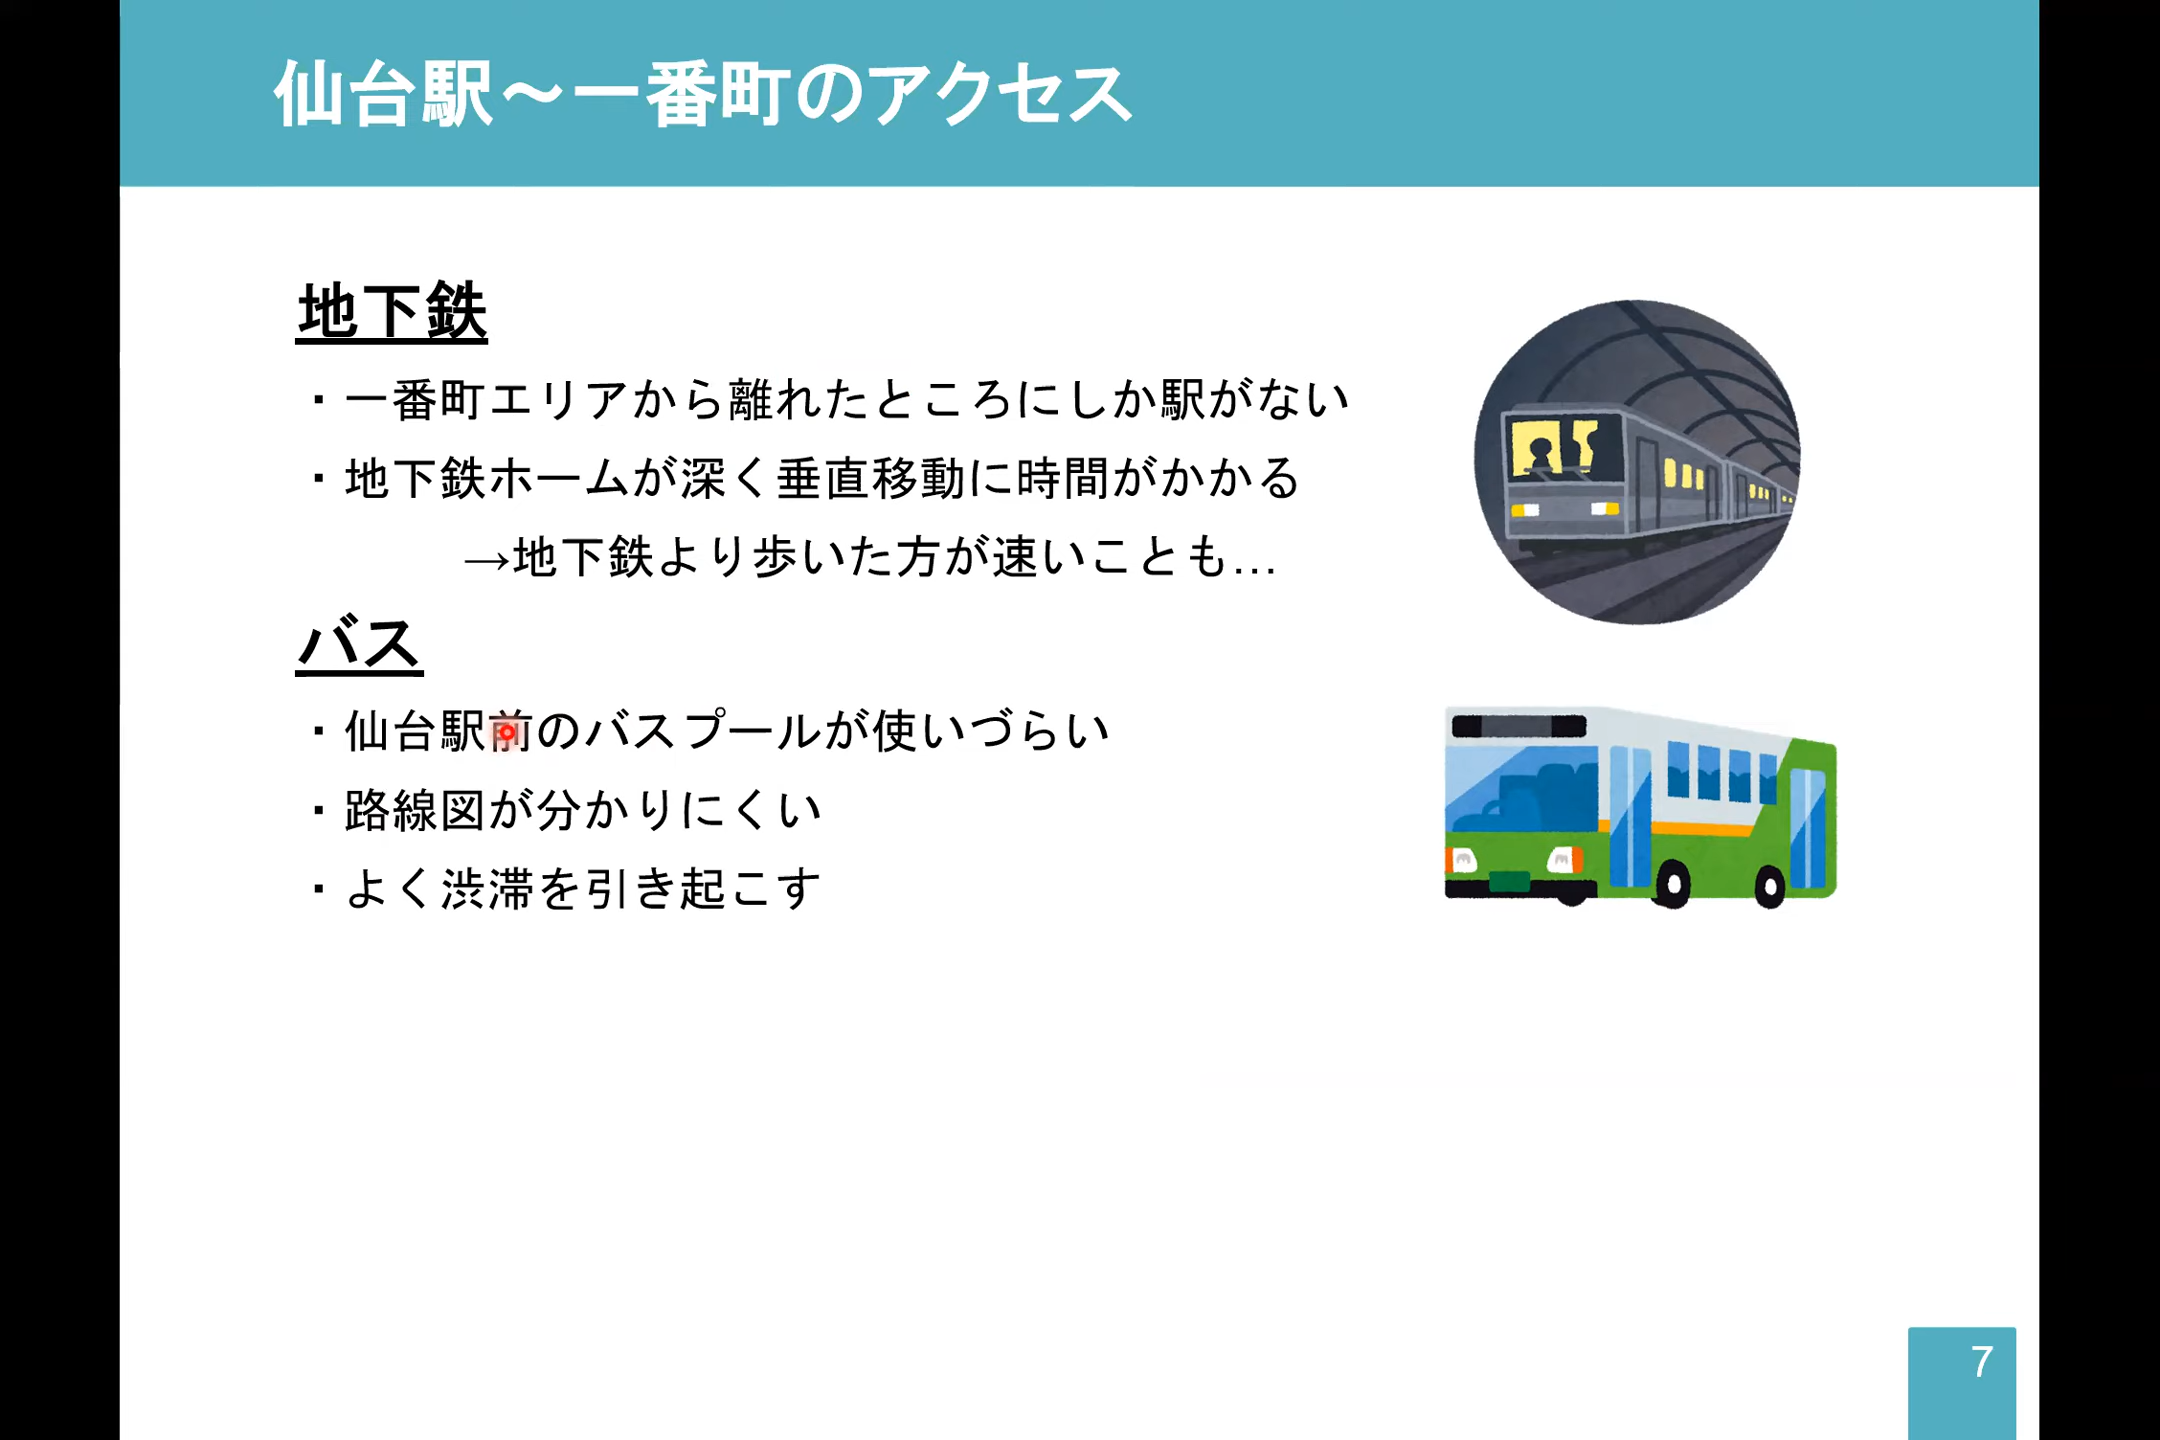 仙台駅～一番町のアクセス
地下鉄
・一番町エリアから離れたところにしか駅がない
・地下鉄ホームが深く垂直移動に時間がかかる
→地下鉄より歩いた方が速いことも…
バス
・仙台駅前のバスプールが使いづらい
・路線図が分かりにくい
・よく渋滞を引き起こす
7